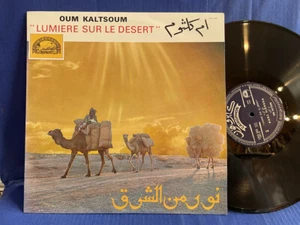 OUM KALTSOUM
"LUMIERE SUR LE DESERT"
ام كلثوم
نور من الشرق